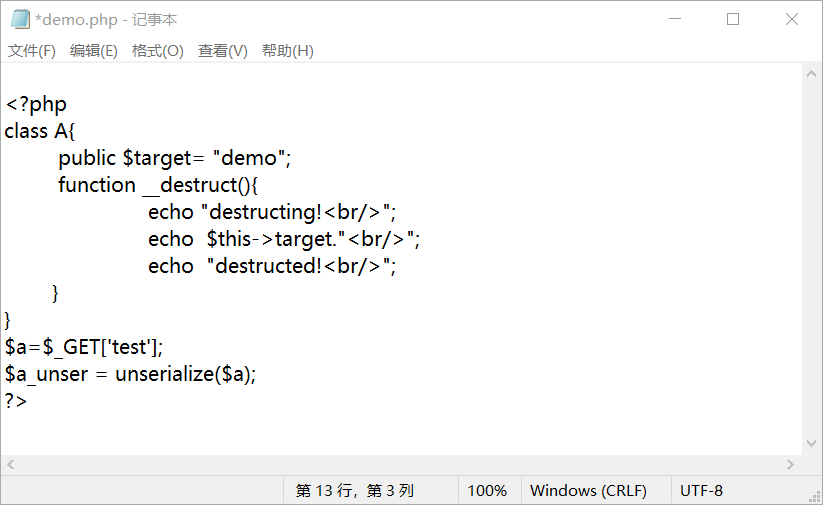 *demo.php - 记事本
文件(F) 编辑(E) 格式(O) 查看(V) 帮助(H)
<?php
class A{
public $target= "demo";
function __destruct(){
echo "destructing!<br/>";
echo  $this->target."<br/>";
echo  "destructed!<br/>";
}
}
$a=$_GET['test'];
$a_unser = unserialize($a);
?>
第 13 行，第 3 列 100% Windows (CRLF) UTF-8